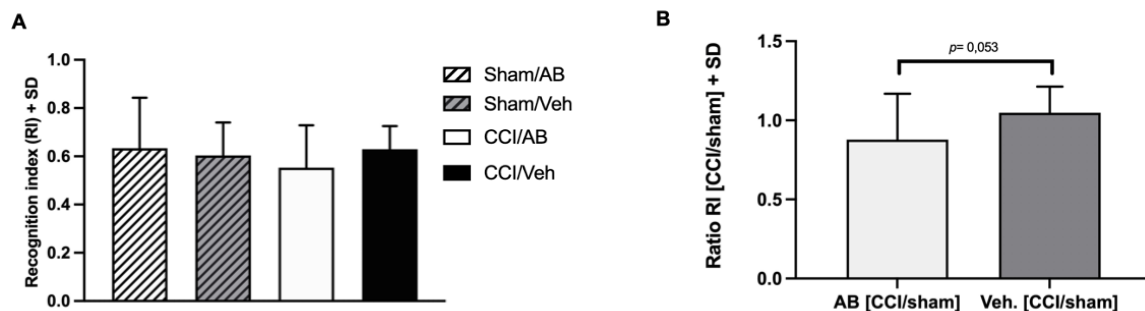 A
Recognition index (RI) + SD
1.0
0.8
0.6
0.4
0.2
0.0
Sham/AB
Sham/Veh
CCI/AB
CCI/Veh
B
Ratio RI [CCI/sham] + SD
1.5
1.0
0.5
0.0
p= 0,053
AB [CCI/sham]
Veh. [CCI/sham]